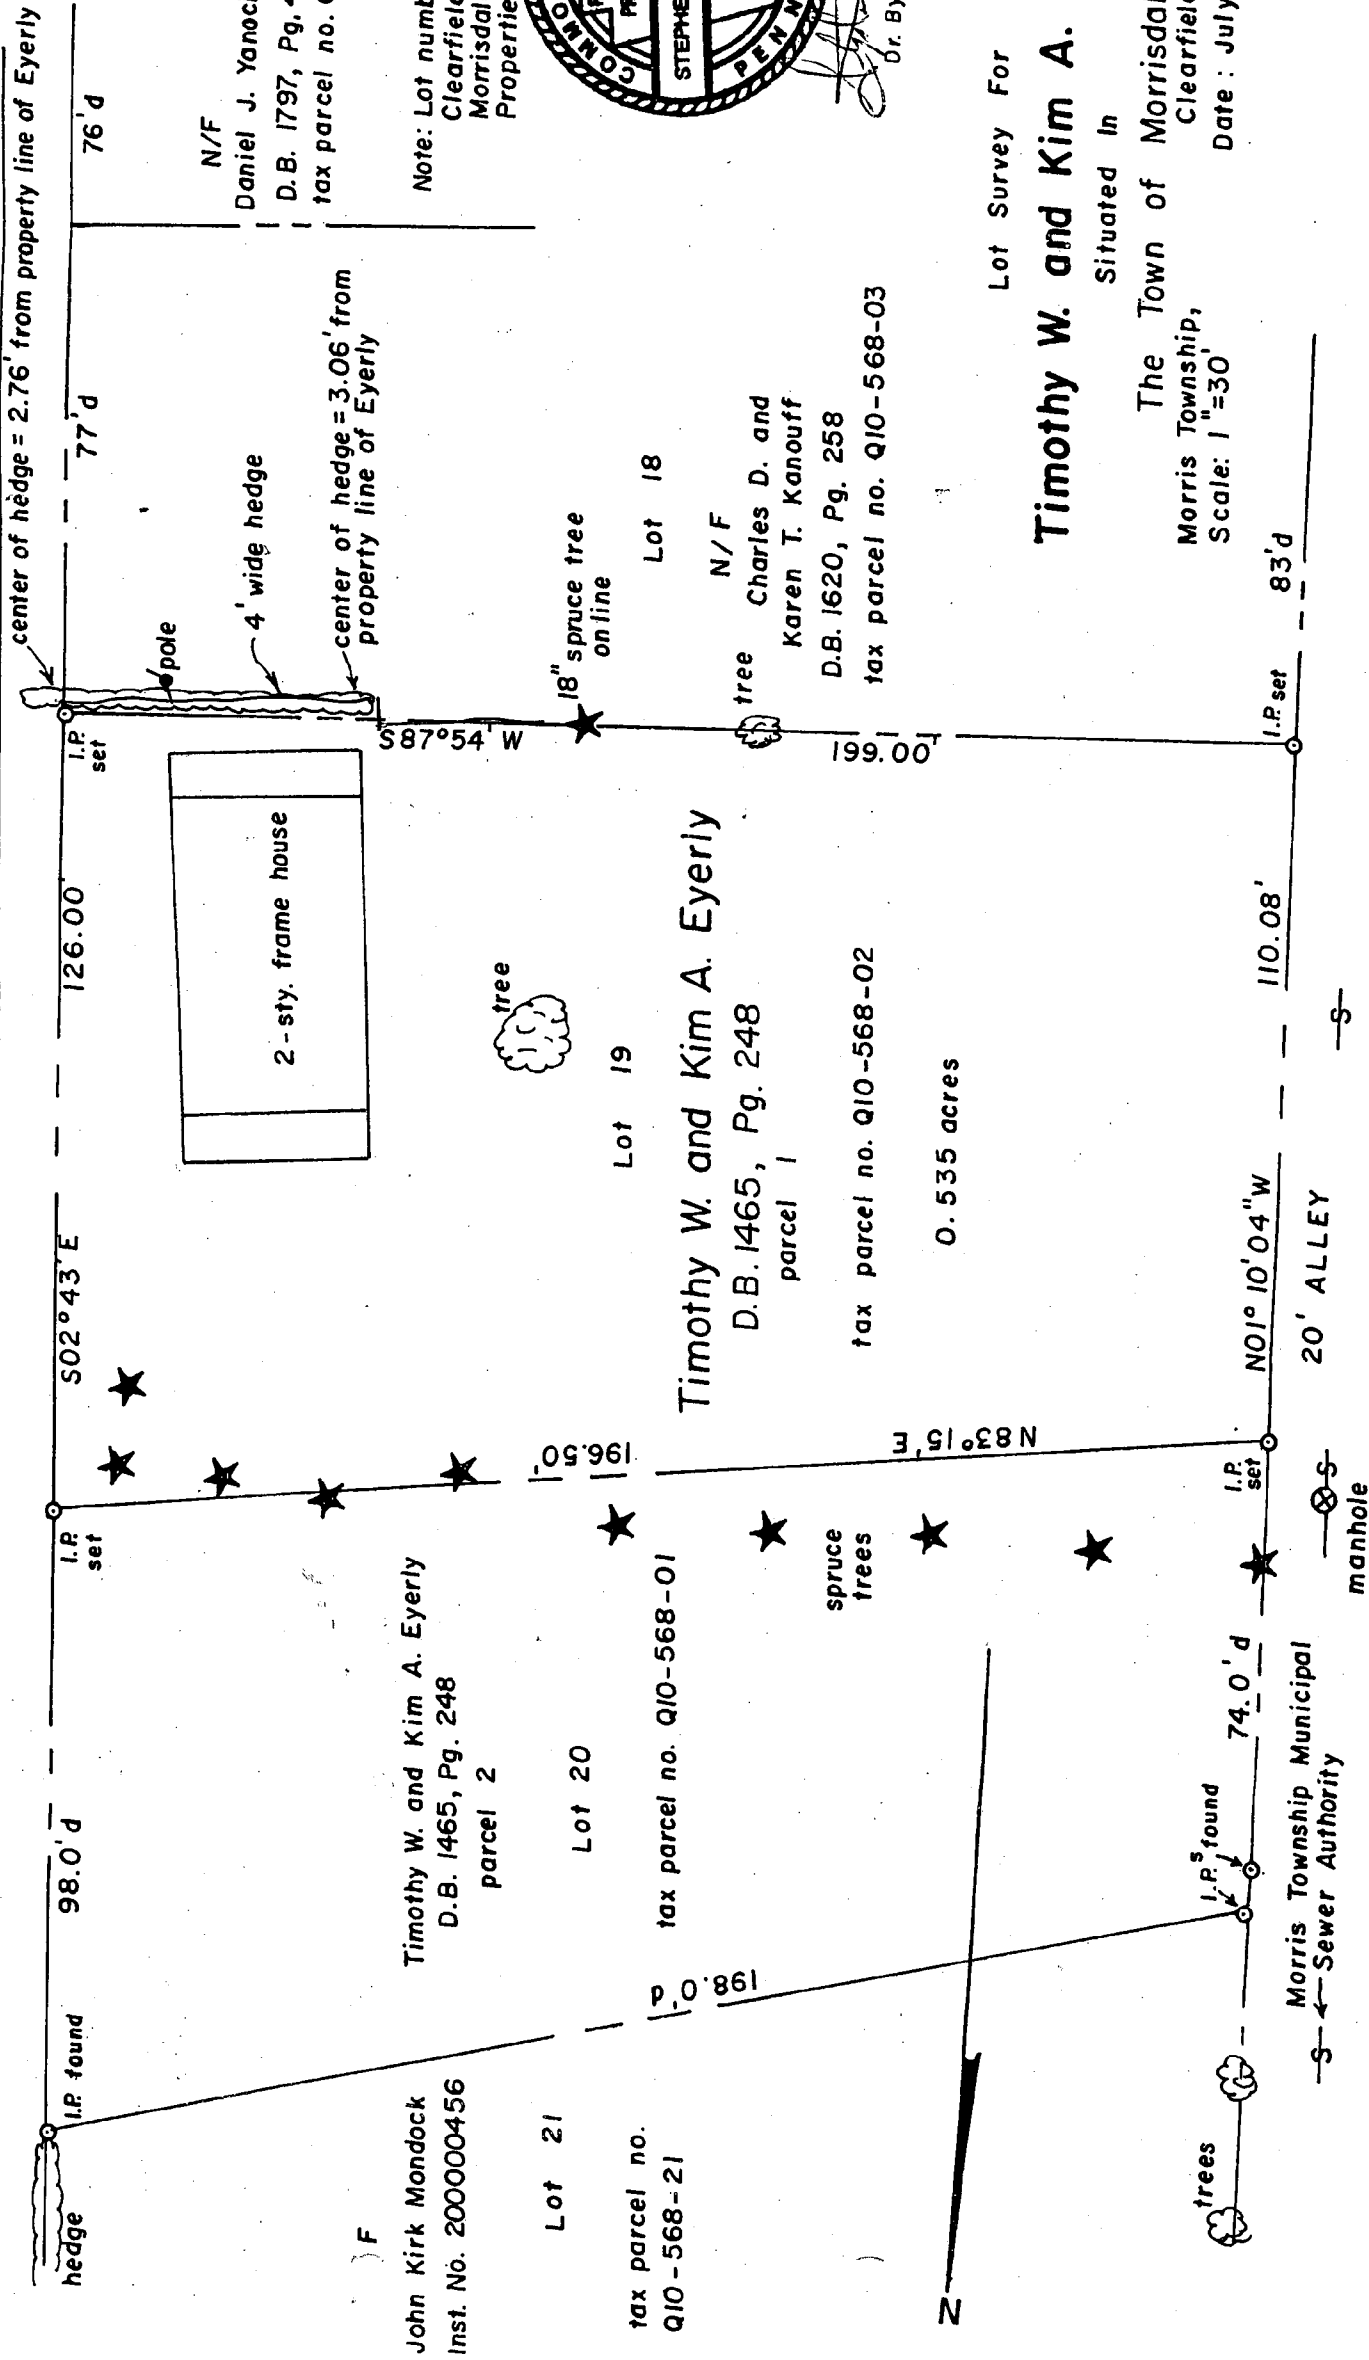 center of hedge = 2.76' from property line of Eyerly
hedge
I.P. found
98.0'd
I.P. set
S02°43'E
126.00'
I.P. set
77'd
76'd
pole
4' wide hedge
center of hedge = 3.06' from
property line of Eyerly
2-sty. frame house
N/F
Daniel J.
D.B. 1797, Pg.
tax parcel no.
Note: Lot
Clearfield
Properties
COMMO
STEPHE
PENN
Dr. By
F
John Kirk Mondock
Inst. No. 200000456
Lot 21
tax parcel no.
Q10-568-21
198.0'd
Timothy W. and Kim A. Eyerly
D.B. 1465, Pg. 248
parcel 2
Lot 20
tax parcel no. Q10-568-01
196.50'
N83°15'E
spruce
trees
tree
Lot 19
Timothy W. and Kim A. Eyerly
D.B. 1465, Pg. 248
parcel 1
tax parcel no. Q10-568-02
0.535 acres
S87°54'W
199.00'
18" spruce tree
on line
tree
Lot 18
N/F
Charles D. and
Karen T. Kanouff
D.B. 1620, Pg. 258
tax parcel no. Q10-568-03
Lot Survey For
Timothy W. and Kim A.
Situated In
The Town of
Morris Township,
Clearfield
Scale: 1"=30'
Date: July
N
trees
I.P.s found
74.0'd
I.P. set
N01°10'04"W
110.08'
I.P. set
83'd
20' ALLEY
S
S
S
manhole
Morris Township Municipal
Sewer Authority